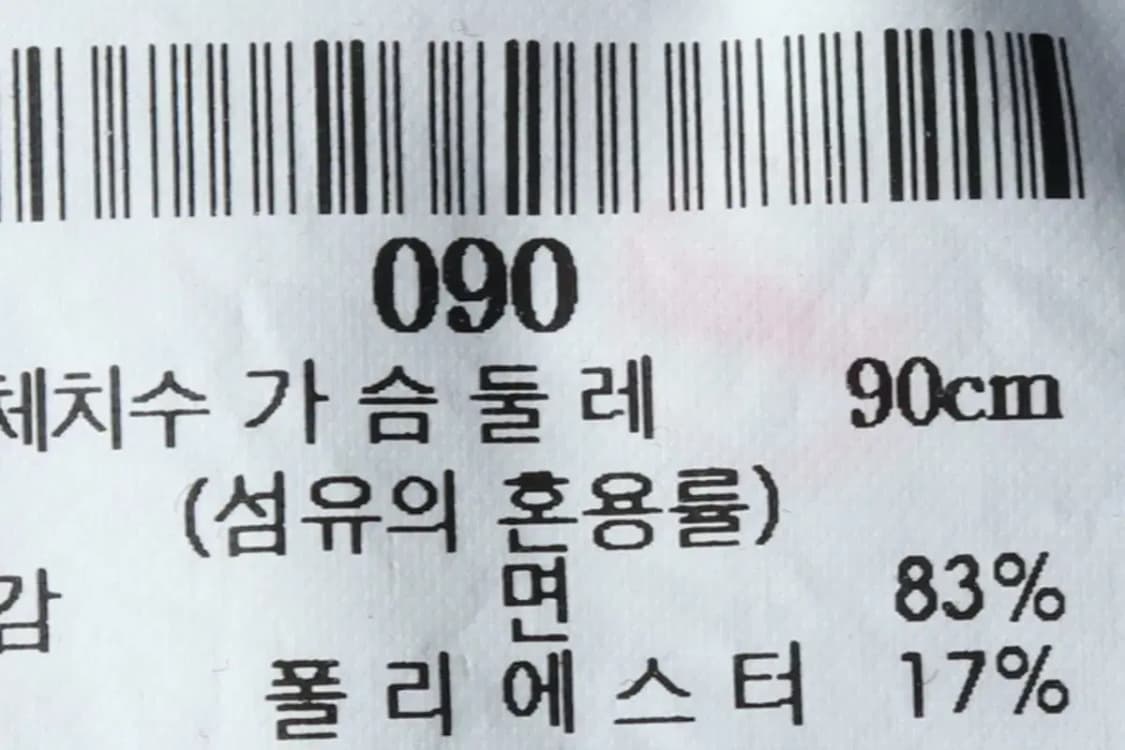 090
체치수 가슴둘레 90cm
(섬유의 혼용률)
감 면 83%
폴리에스터 17%